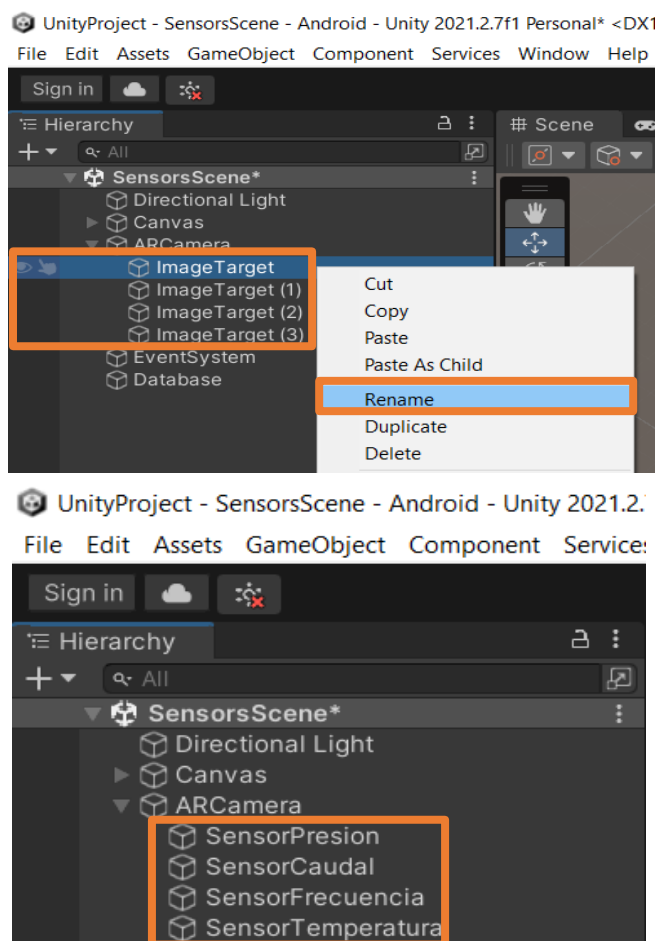 UnityProject - SensorsScene - Android - Unity 2021.2.7f1 Personal* <DX1
File Edit Assets GameObject Component Services Window Help
Sign in
Hierarchy
# Scene
All
SensorsScene*
Directional Light
Canvas
ARCamera
ImageTarget
ImageTarget (1)
ImageTarget (2)
ImageTarget (3)
EventSystem
Database
Cut
Copy
Paste
Paste As Child
Rename
Duplicate
Delete
UnityProject - SensorsScene - Android - Unity 2021.2.
File Edit Assets GameObject Component Services
Sign in
Hierarchy
All
SensorsScene*
Directional Light
Canvas
ARCamera
SensorPresion
SensorCaudal
SensorFrecuencia
SensorTemperatura